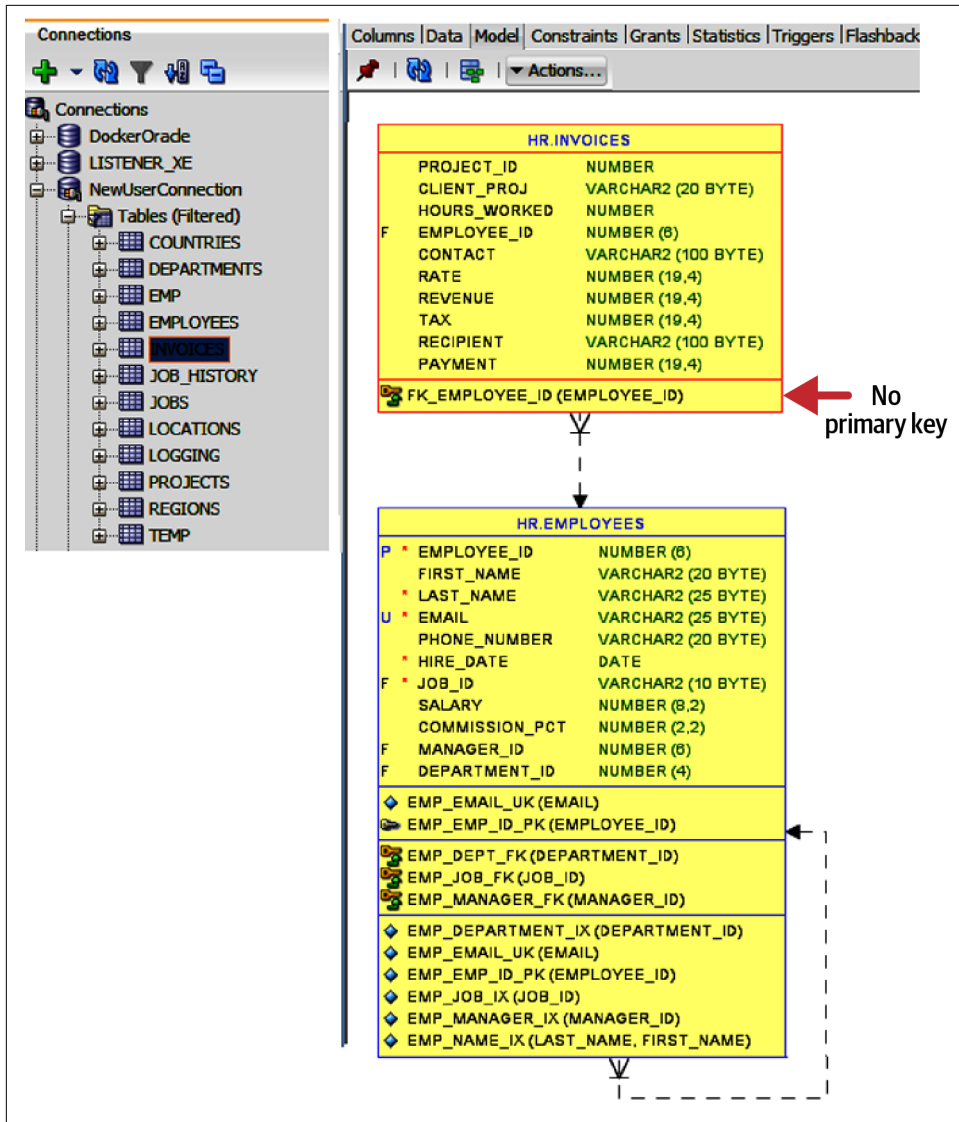 Connections
Connections
DockerOracle
LISTENER_XE
NewUserConnection
Tables (Filtered)
COUNTRIES
DEPARTMENTS
EMP
EMPLOYEES
INVOICES
JOB_HISTORY
JOBS
LOCATIONS
LOGGING
PROJECTS
REGIONS
TEMP
Columns |Data |Model| Constraints |Grants |Statistics |Triggers |Flashback
Actions...
HR.INVOICES
PROJECT_ID NUMBER
CLIENT_PROJ VARCHAR2 (20 BYTE)
HOURS_WORKED NUMBER
F EMPLOYEE_ID NUMBER (6)
CONTACT VARCHAR2 (100 BYTE)
RATE NUMBER (19,4)
REVENUE NUMBER (19,4)
TAX NUMBER (19,4)
RECIPIENT VARCHAR2 (100 BYTE)
PAYMENT NUMBER (19,4)
FK_EMPLOYEE_ID (EMPLOYEE_ID)
No
primary key
HR.EMPLOYEES
P * EMPLOYEE_ID NUMBER (6)
FIRST_NAME VARCHAR2 (20 BYTE)
* LAST_NAME VARCHAR2 (25 BYTE)
U * EMAIL VARCHAR2 (25 BYTE)
PHONE_NUMBER VARCHAR2 (20 BYTE)
* HIRE_DATE DATE
F * JOB_ID VARCHAR2 (10 BYTE)
SALARY NUMBER (8,2)
COMMISSION_PCT NUMBER (2,2)
F MANAGER_ID NUMBER (6)
F DEPARTMENT_ID NUMBER (4)
EMP_EMAIL_UK (EMAIL)
EMP_EMP_ID_PK (EMPLOYEE_ID)
EMP_DEPT_FK (DEPARTMENT_ID)
EMP_JOB_FK (JOB_ID)
EMP_MANAGER_FK (MANAGER_ID)
EMP_DEPARTMENT_IX (DEPARTMENT_ID)
EMP_EMAIL_UK (EMAIL)
EMP_EMP_ID_PK (EMPLOYEE_ID)
EMP_JOB_IX (JOB_ID)
EMP_MANAGER_IX (MANAGER_ID)
EMP_NAME_IX (LAST_NAME, FIRST_NAME)